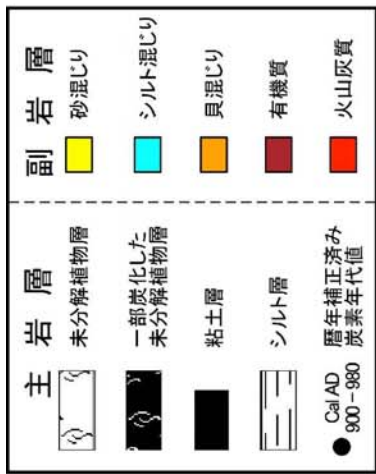 主岩層
未分解植物層
一部炭化した
未分解植物層
粘土層
シルト層
Cal AD
900−980
暦年補正済み
炭素年代値
副岩層
砂混じり
シルト混じり
貝混じり
有機質
火山灰質